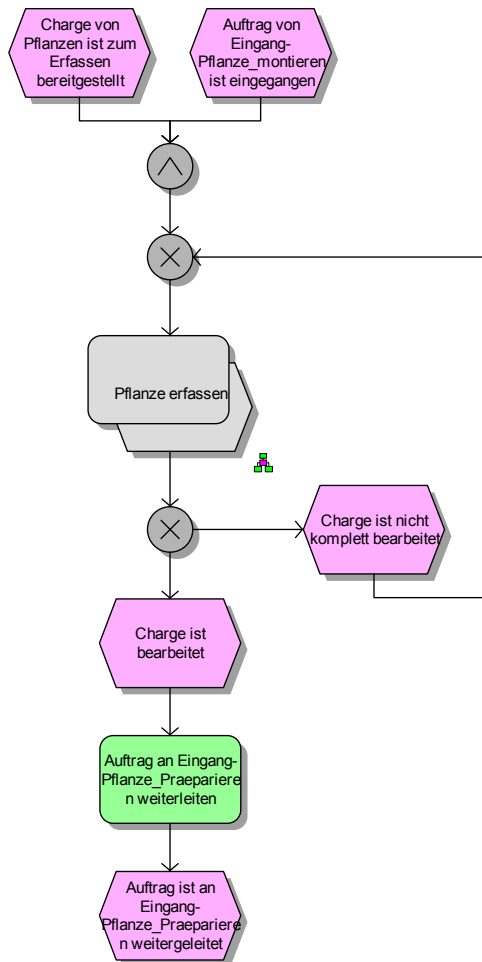 Charge von
Pflanzen ist zum
Erfassen
bereitgestellt
Auftrag von
Eingang-
Pflanze_montieren
ist eingegangen
Pflanze erfassen
Charge ist nicht
komplett bearbeitet
Charge ist
bearbeitet
Auftrag an Eingang-
Pflanze_Praepariere
n weiterleiten
Auftrag ist an
Eingang-
Pflanze_Praepariere
n weitergeleitet